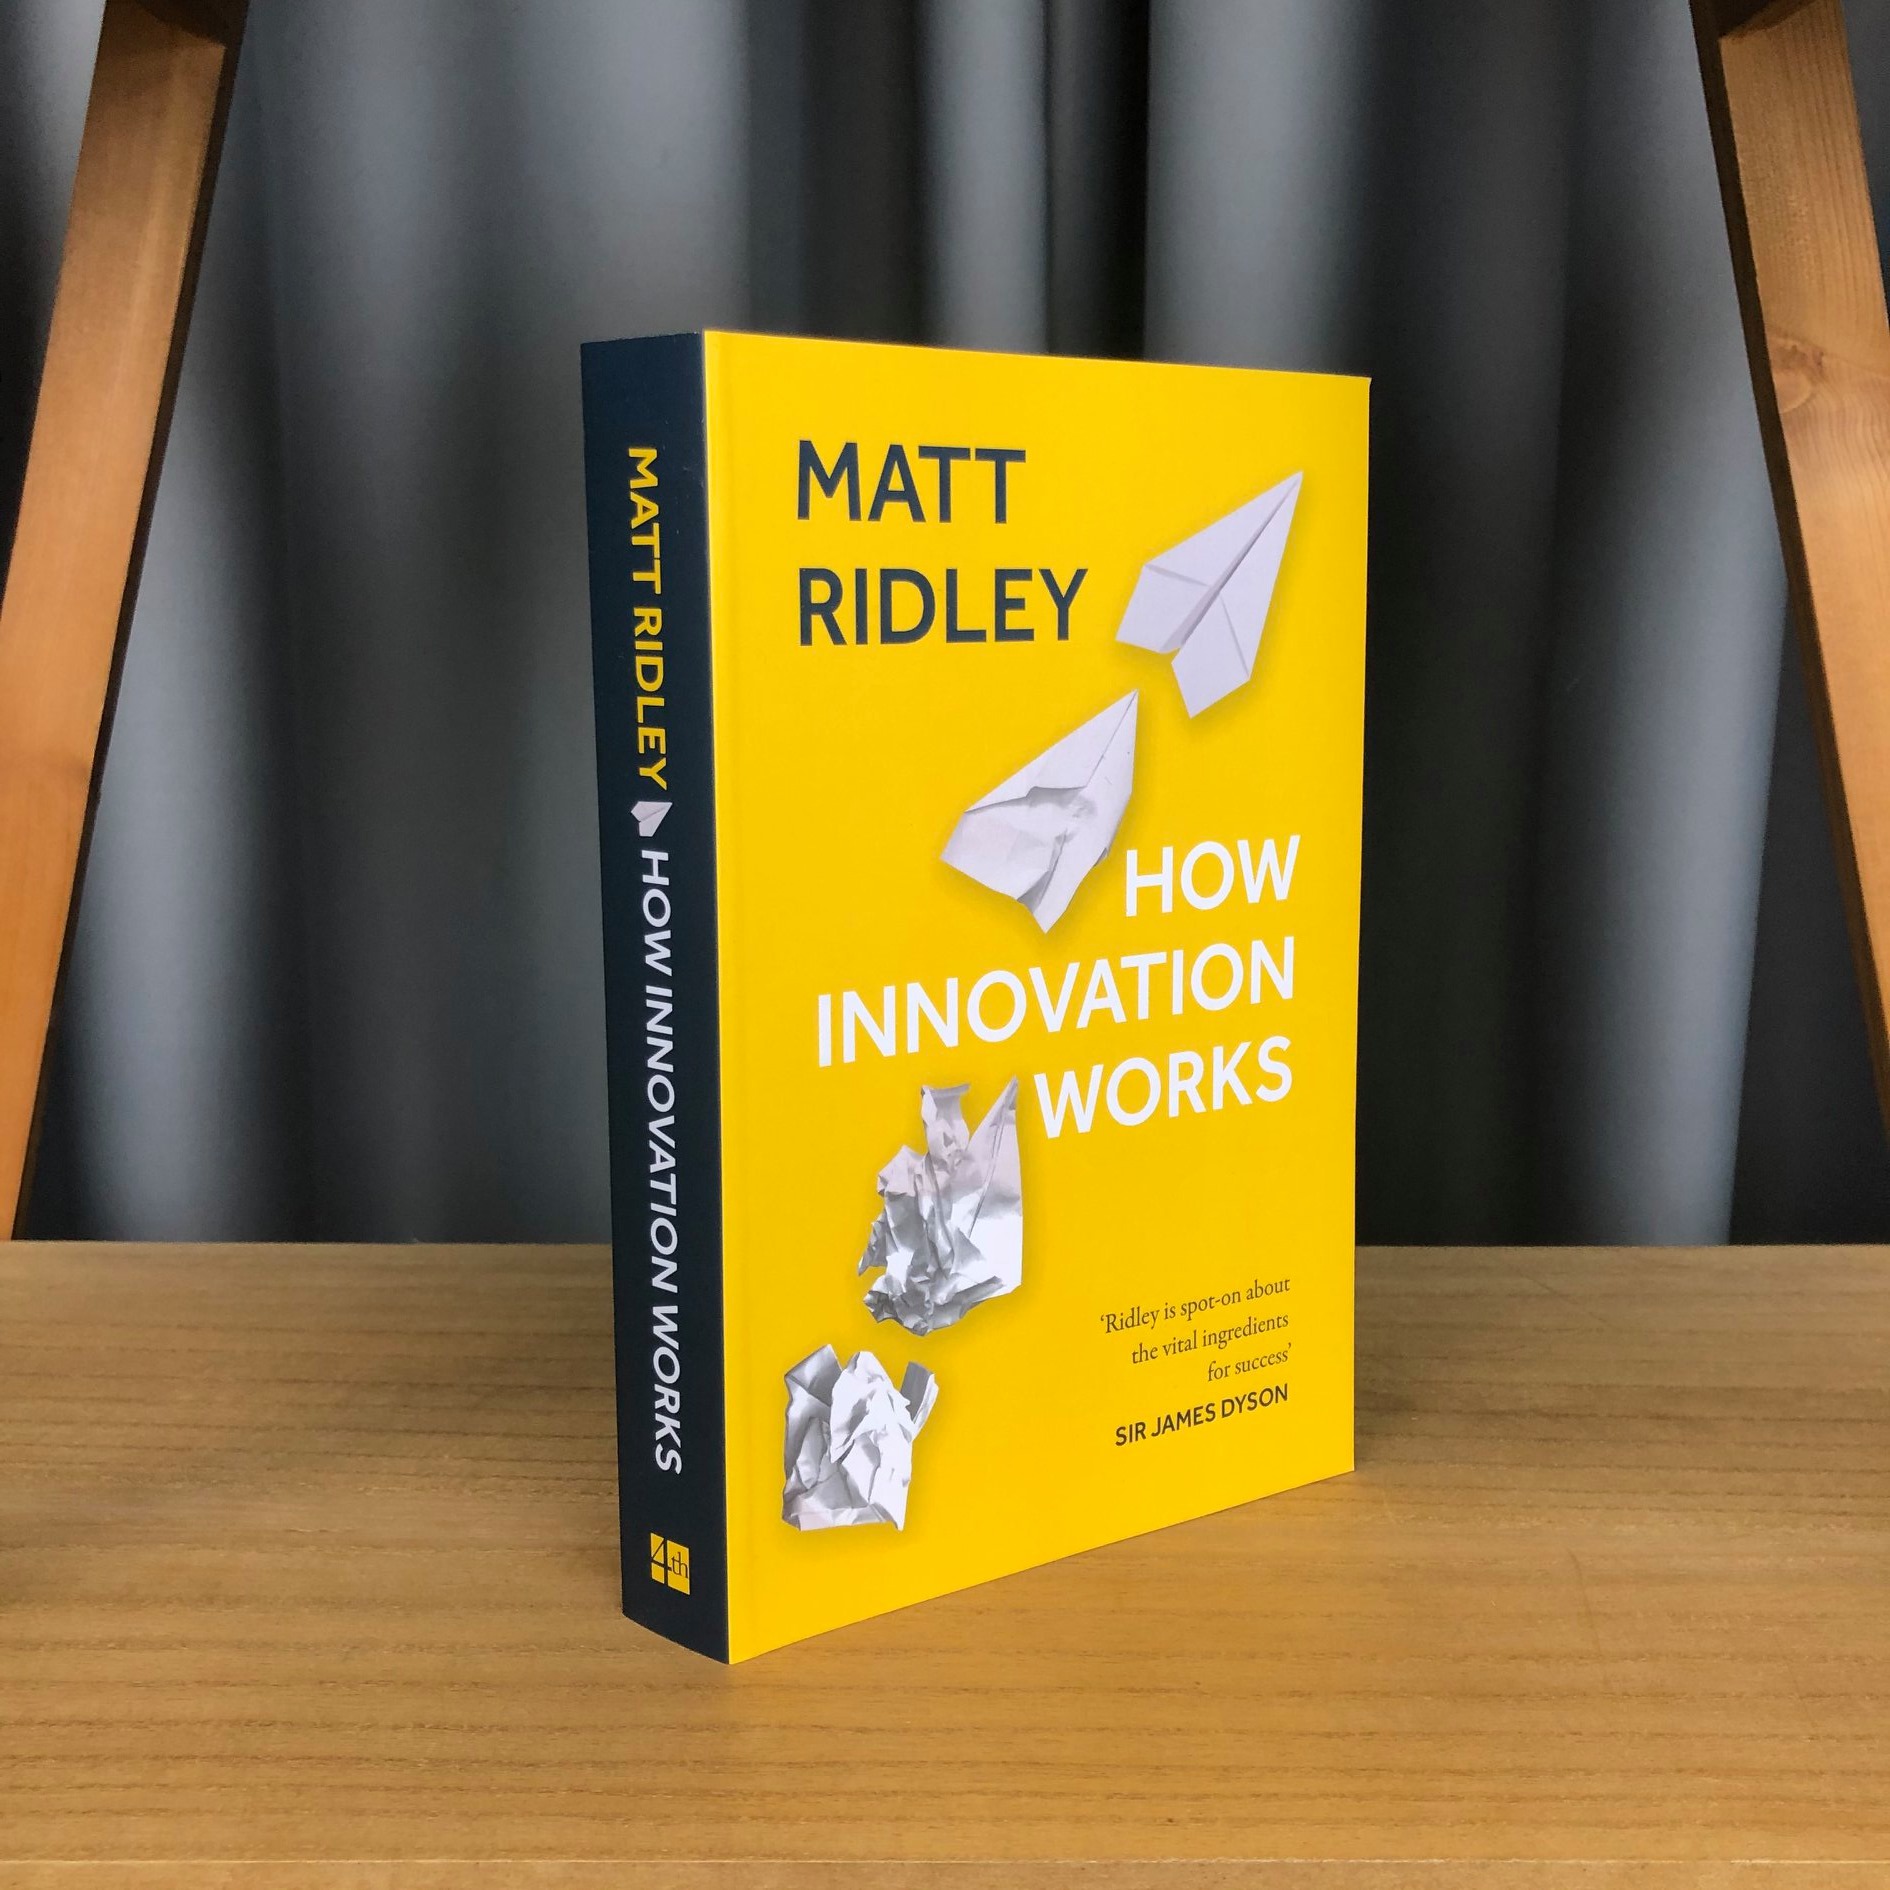 MATT RIDLEY HOW INNOVATION WORKS
4th
MATT
RIDLEY
HOW
INNOVATION
WORKS
‘Ridley is spot-on about
the vital ingredients
for success’
SIR JAMES DYSON